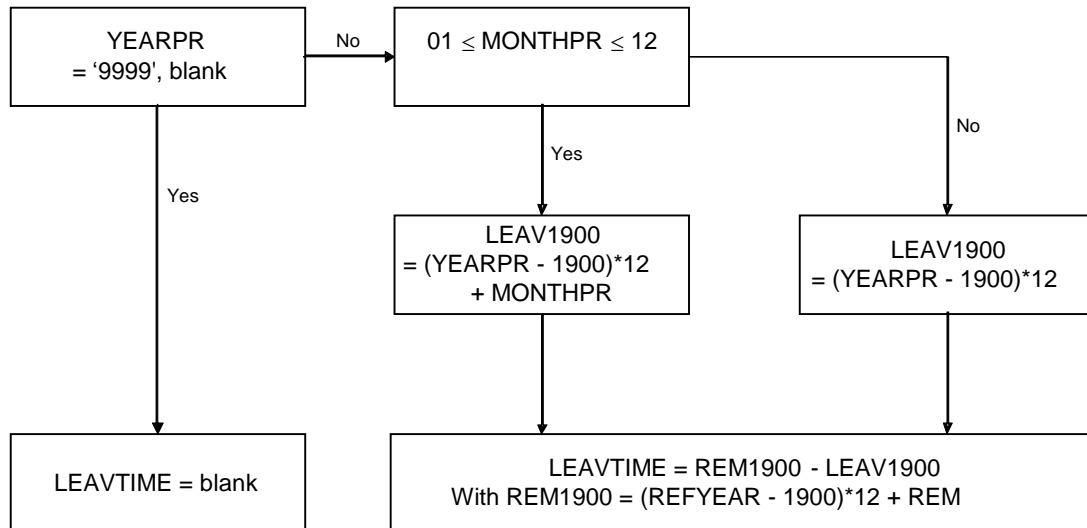 YEARPR
= ‘9999', blank
No
01 ≤ MONTHPR ≤ 12
No
Yes
Yes
LEAV1900
= (YEARPR - 1900)*12
+ MONTHPR
LEAV1900
= (YEARPR - 1900)*12
LEAVTIME = blank
LEAVTIME = REM1900 - LEAV1900
With REM1900 = (REFYEAR - 1900)*12 + REM